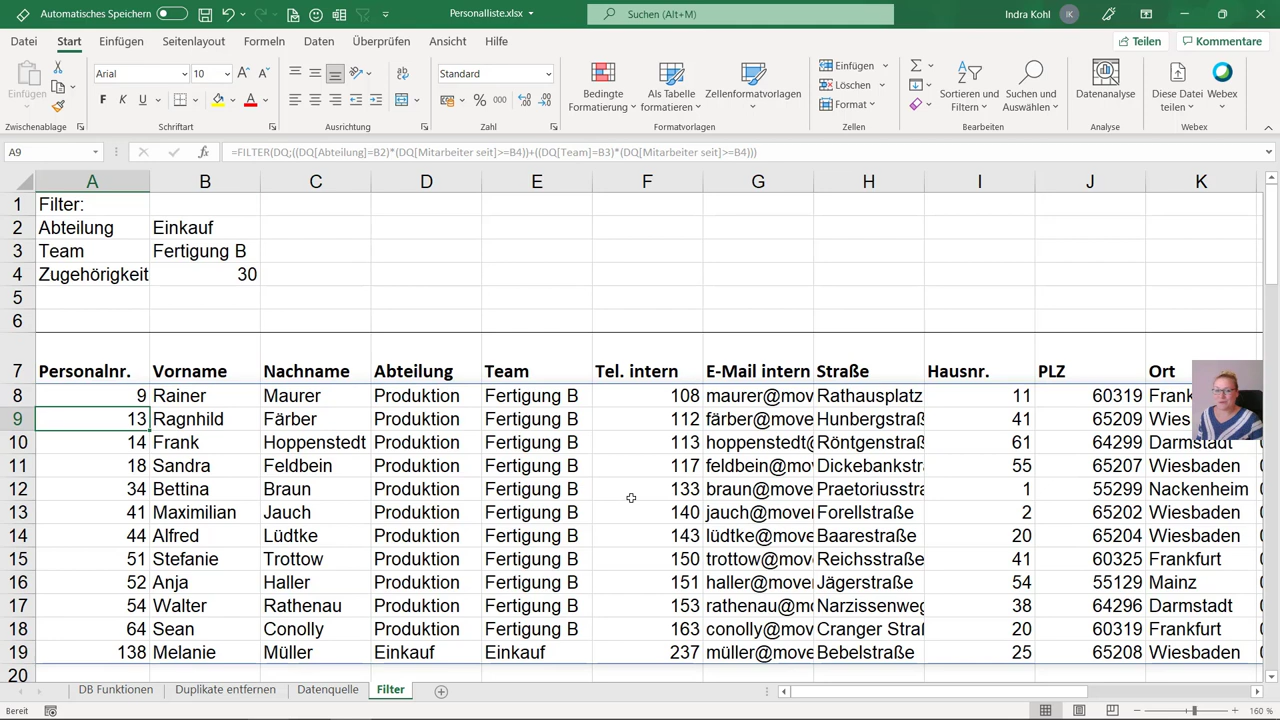 Automatisches Speichern
Personalliste.xlsx
Suchen (Alt+M)
Indra Kohl
IK
Datei Start Einfügen Seitenlayout Formeln Daten Überprüfen Ansicht Hilfe
Teilen Kommentare
Einfügen
Zwischenablage
Arial 10
F K U
Schriftart
Ausrichtung
Standard
Zahl
Bedingte Formatierung
Als Tabelle formatieren
Zellenformatvorlagen
Formatvorlagen
Einfügen
Löschen
Format
Zellen
Sortieren und Filtern
Suchen und Auswählen
Bearbeiten
Datenanalyse
Analyse
Diese Datei teilen
Webex
Webex
A9 fx =FILTER(DQ;((DQ[Abteilung]=B2)*(DQ[Mitarbeiter seit]>=B4))+((DQ[Team]=B3)*(DQ[Mitarbeiter seit]>=B4)))
A B C D E F G H I J K
1 Filter:
2 Abteilung Einkauf
3 Team Fertigung B
4 Zugehörigkeit 30
5
6
7 Personalnr. Vorname Nachname Abteilung Team Tel. intern E-Mail intern Straße Hausnr. PLZ Ort
8 9 Rainer Maurer Produktion Fertigung B 108 maurer@move Rathausplatz 11 60319 Frank
9 13 Ragnhild Färber Produktion Fertigung B 112 färber@mov Hunbergstraß 41 65209 Wies
10 14 Frank Hoppenstedt Produktion Fertigung B 113 hoppenstedt@ Röntgenstraß 61 64299 Darmstadt
11 18 Sandra Feldbein Produktion Fertigung B 117 feldbein@mov Dickebankstr 55 65207 Wiesbaden
12 34 Bettina Braun Produktion Fertigung B 133 braun@move Praetoriusstra 1 55299 Nackenheim
13 41 Maximilian Jauch Produktion Fertigung B 140 jauch@move Forellstraße 2 65202 Wiesbaden
14 44 Alfred Lüdtke Produktion Fertigung B 143 lüdtke@mov Baarestraße 20 65204 Wiesbaden
15 51 Stefanie Trottow Produktion Fertigung B 150 trottow@mov Reichsstraße 41 60325 Frankfurt
16 52 Anja Haller Produktion Fertigung B 151 haller@move Jägerstraße 54 55129 Mainz
17 54 Walter Rathenau Produktion Fertigung B 153 rathenau@mo Narzissenweg 38 64296 Darmstadt
18 64 Sean Conolly Produktion Fertigung B 163 conolly@mov Cranger Straß 20 60319 Frankfurt
19 138 Melanie Müller Einkauf Einkauf 237 müller@mov Bebelstraße 25 65208 Wiesbaden
20
DB Funktionen Duplikate entfernen Datenquelle Filter
Bereit
160 %